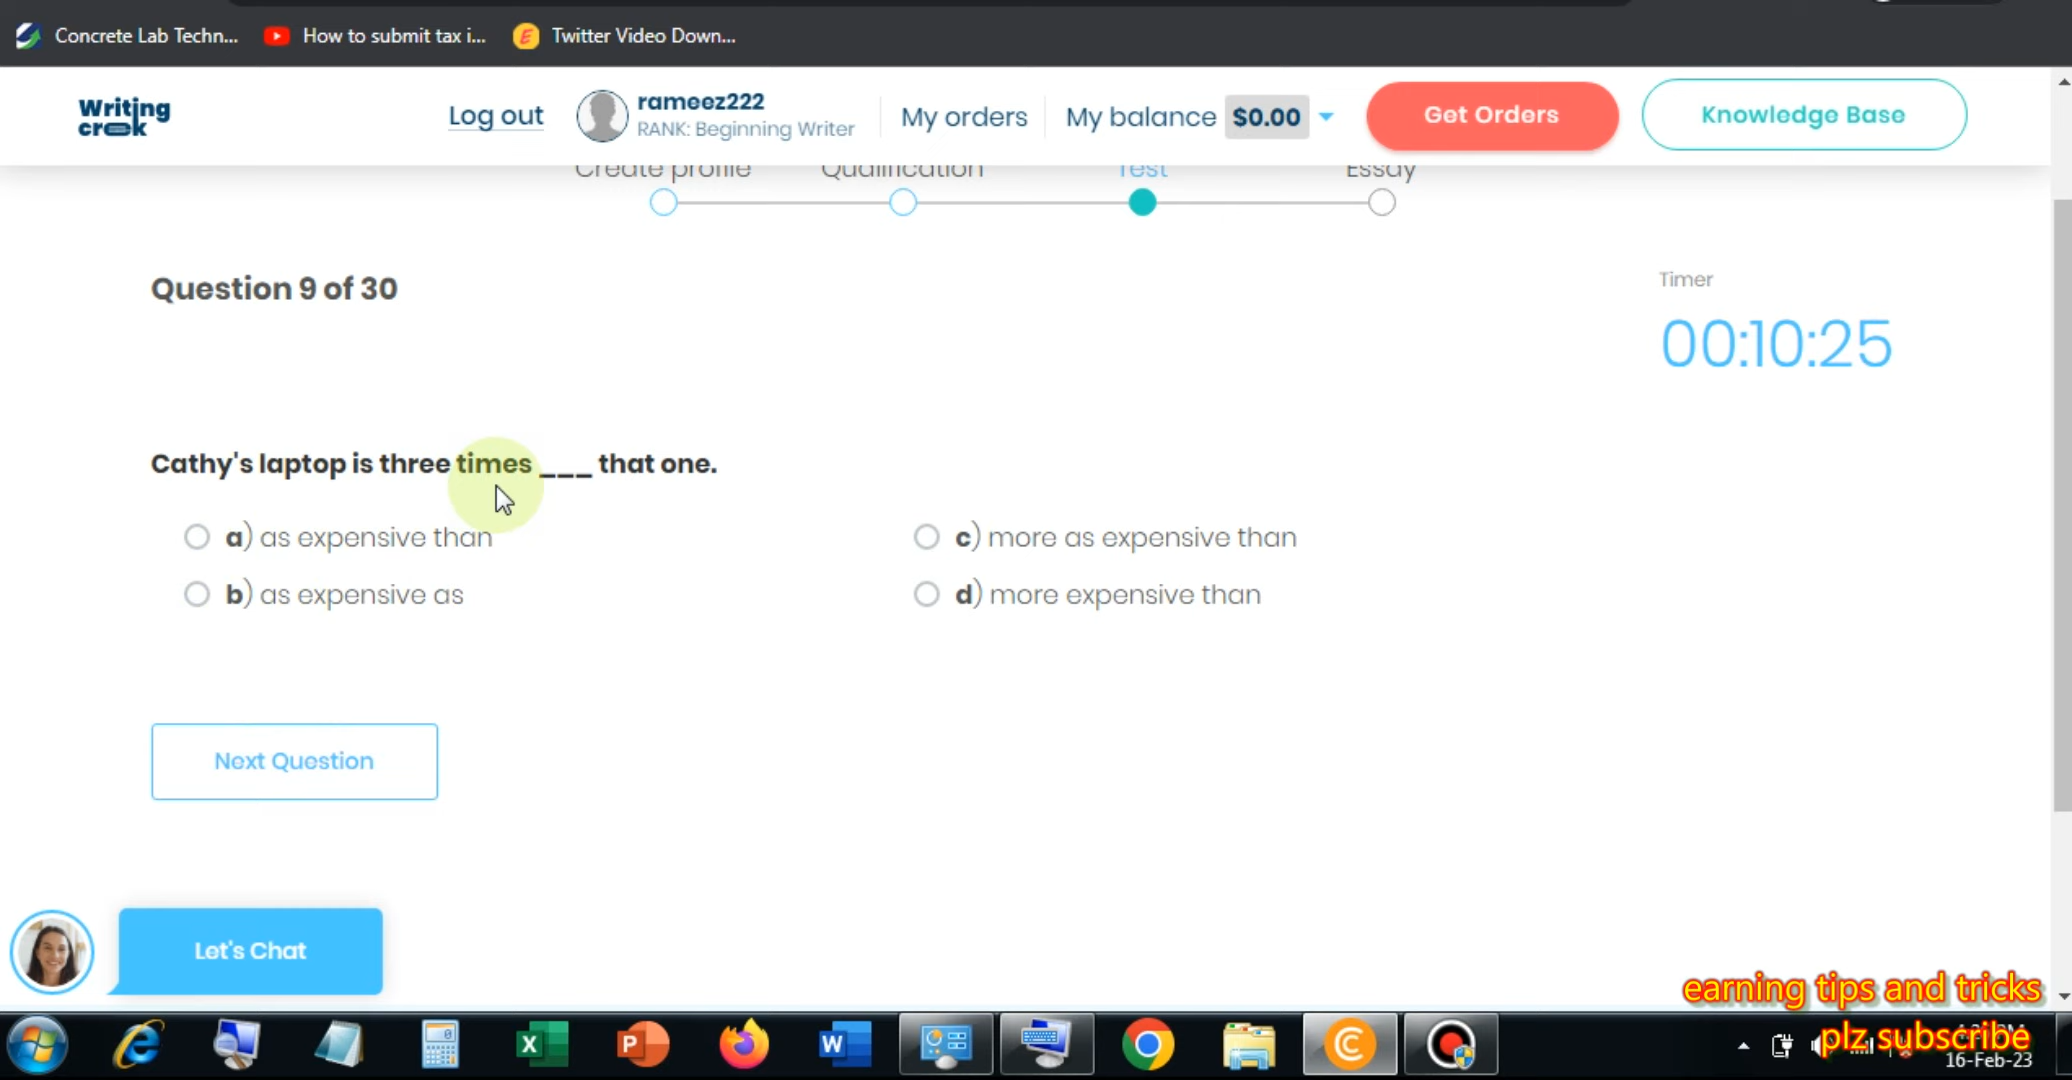 Concrete Lab Techn... How to submit tax i... Twitter Video Down...
Writing creek
Log out
rameez222
RANK: Beginning Writer
My orders
My balance $0.00
Get Orders
Knowledge Base
Create profile Qualification Test Essay
Question 9 of 30
Timer
00:10:25
Cathy's laptop is three times ___ that one.
a) as expensive than
c) more as expensive than
b) as expensive as
d) more expensive than
Next Question
Let's Chat
earning tips and tricks
plz subscribe
16-Feb-23